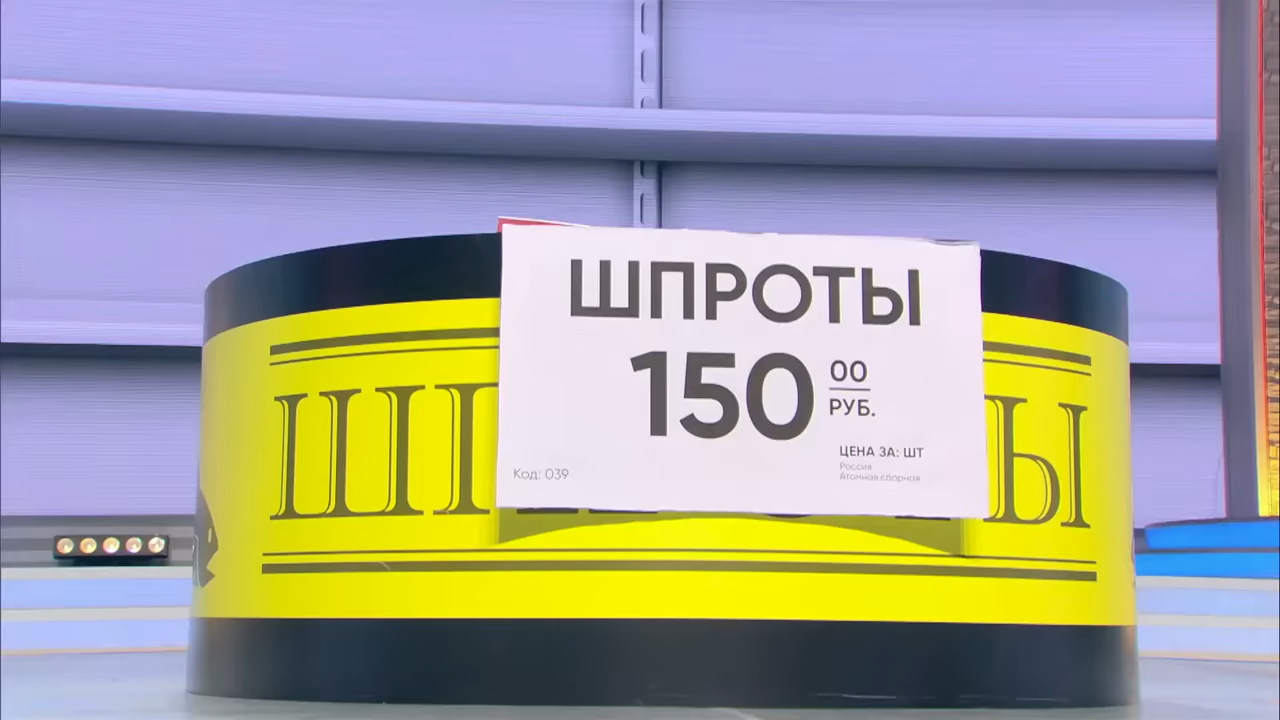 ШПРОТЫ
150 00
РУБ.
ЦЕНА ЗА: ШТ
Россия
Атомная сборная
Код: 039